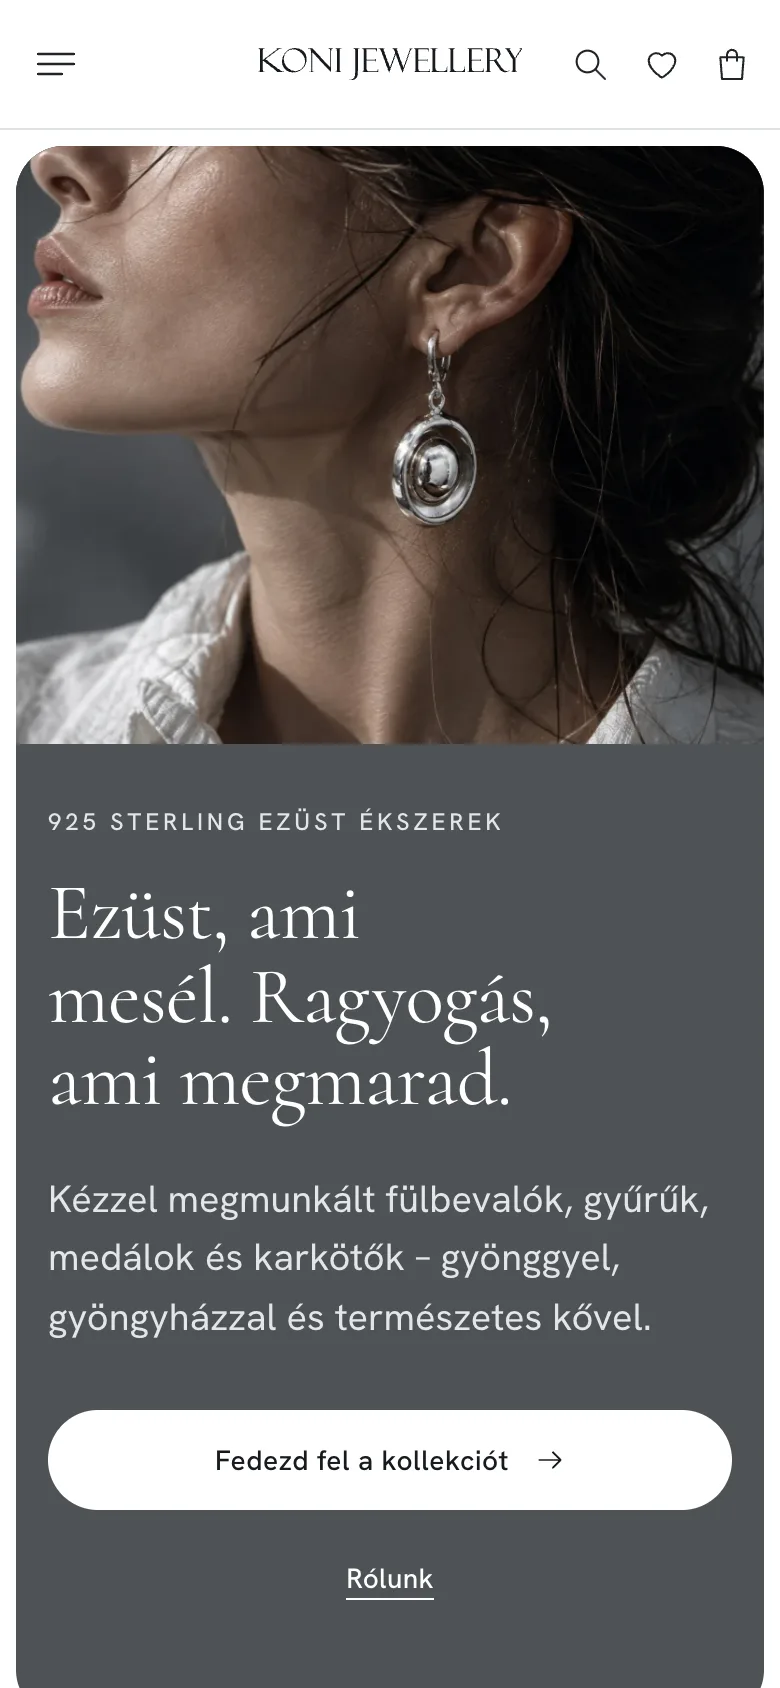 KONI JEWELLERY
925 STERLING EZÜST ÉKSZEREK
Ezüst, ami
mesél. Ragyogás,
ami megmarad.
Kézzel megmunkált fülbevalók, gyűrűk,
medálok és karkötők – gyönggyel,
gyöngyházzal és természetes kővel.
Fedezd fel a kollekciót →
Rólunk